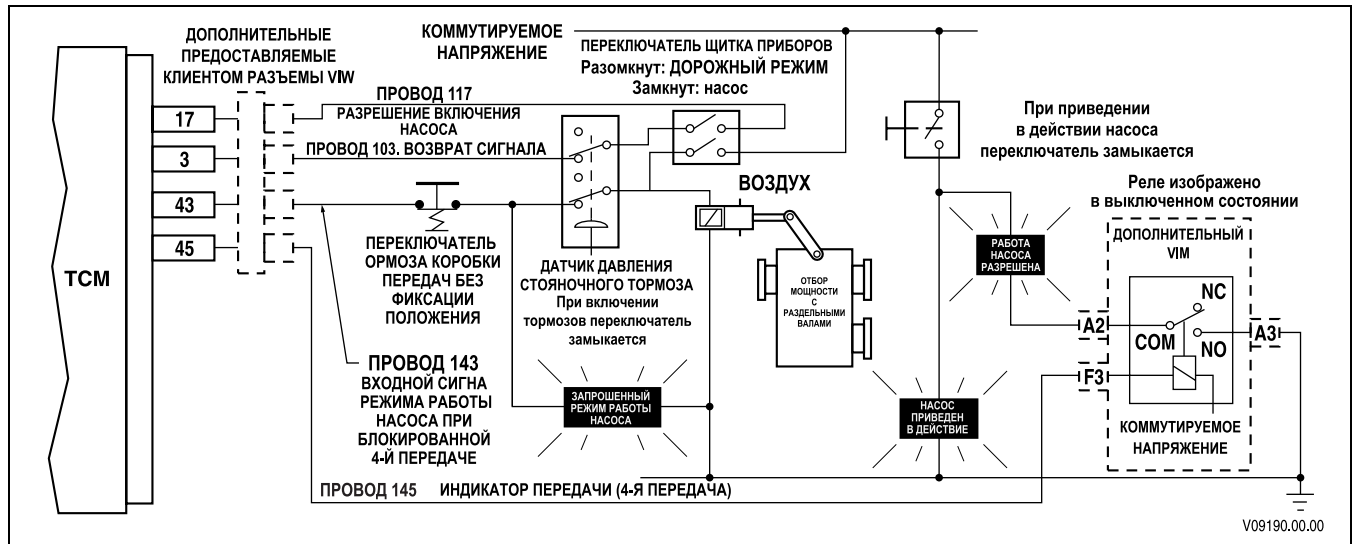 ДОПОЛНИТЕЛЬНЫЕ
ПРЕДОСТАВЛЯЕМЫЕ
КЛИЕНТОМ РАЗЪЕМЫ VIW
КОММУТИРУЕМОЕ
НАПРЯЖЕНИЕ
ПЕРЕКЛЮЧАТЕЛЬ ЩИТКА ПРИБОРОВ
Разомкнут: ДОРОЖНЫЙ РЕЖИМ
Замкнут: насос
ПРОВОД 117
РАЗРЕШЕНИЕ ВКЛЮЧЕНИЯ
НАСОСА
ПРОВОД 103. ВОЗВРАТ СИГНАЛА
17
3
43
45
TCM
При приведении
в действии насоса
переключатель замыкается
ВОЗДУХ
Реле изображено
в выключенном состоянии
ПЕРЕКЛЮЧАТЕЛЬ
ОРМОЗА КОРОБКИ
ПЕРЕДАЧ БЕЗ
ФИКСАЦИИ
ПОЛОЖЕНИЯ
ДАТЧИК ДАВЛЕНИЯ
СТОЯНОЧНОГО ТОРМОЗА
При включении
тормозов переключатель
замыкается
ОТБОР
МОЩНОСТИ
С
РАЗДЕЛЬНЫМИ
ВАЛАМИ
РАБОТА
НАСОСА
РАЗРЕШЕНА
ДОПОЛНИТЕЛЬНЫЙ
VIM
NC
A2
COM
NO
A3
F3
КОММУТИРУЕМОЕ
НАПРЯЖЕНИЕ
ПРОВОД 143
ВХОДНОЙ СИГНА
РЕЖИМА РАБОТЫ
НАСОСА ПРИ
БЛОКИРОВАННОЙ
4-Й ПЕРЕДАЧЕ
ЗАПРОШЕННЫЙ
РЕЖИМ РАБОТЫ
НАСОСА
НАСОС
ПРИВЕДЕН
В ДЕЙСТВИЕ
ПРОВОД 145 ИНДИКАТОР ПЕРЕДАЧИ (4-Я ПЕРЕДАЧА)
V09190.00.00